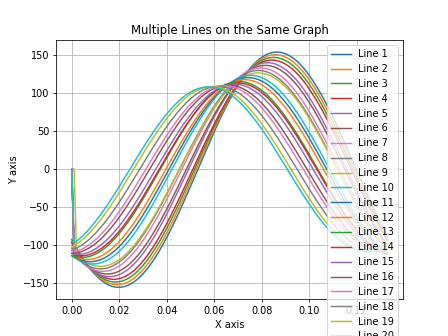 Multiple Lines on the Same Graph
150
100
50
0
−50
−100
−150
Y axis
0.00
0.02
0.04
0.06
0.08
0.10
X axis
Line 1
Line 2
Line 3
Line 4
Line 5
Line 6
Line 7
Line 8
Line 9
Line 10
Line 11
Line 12
Line 13
Line 14
Line 15
Line 16
Line 17
Line 18
Line 19
Line 20